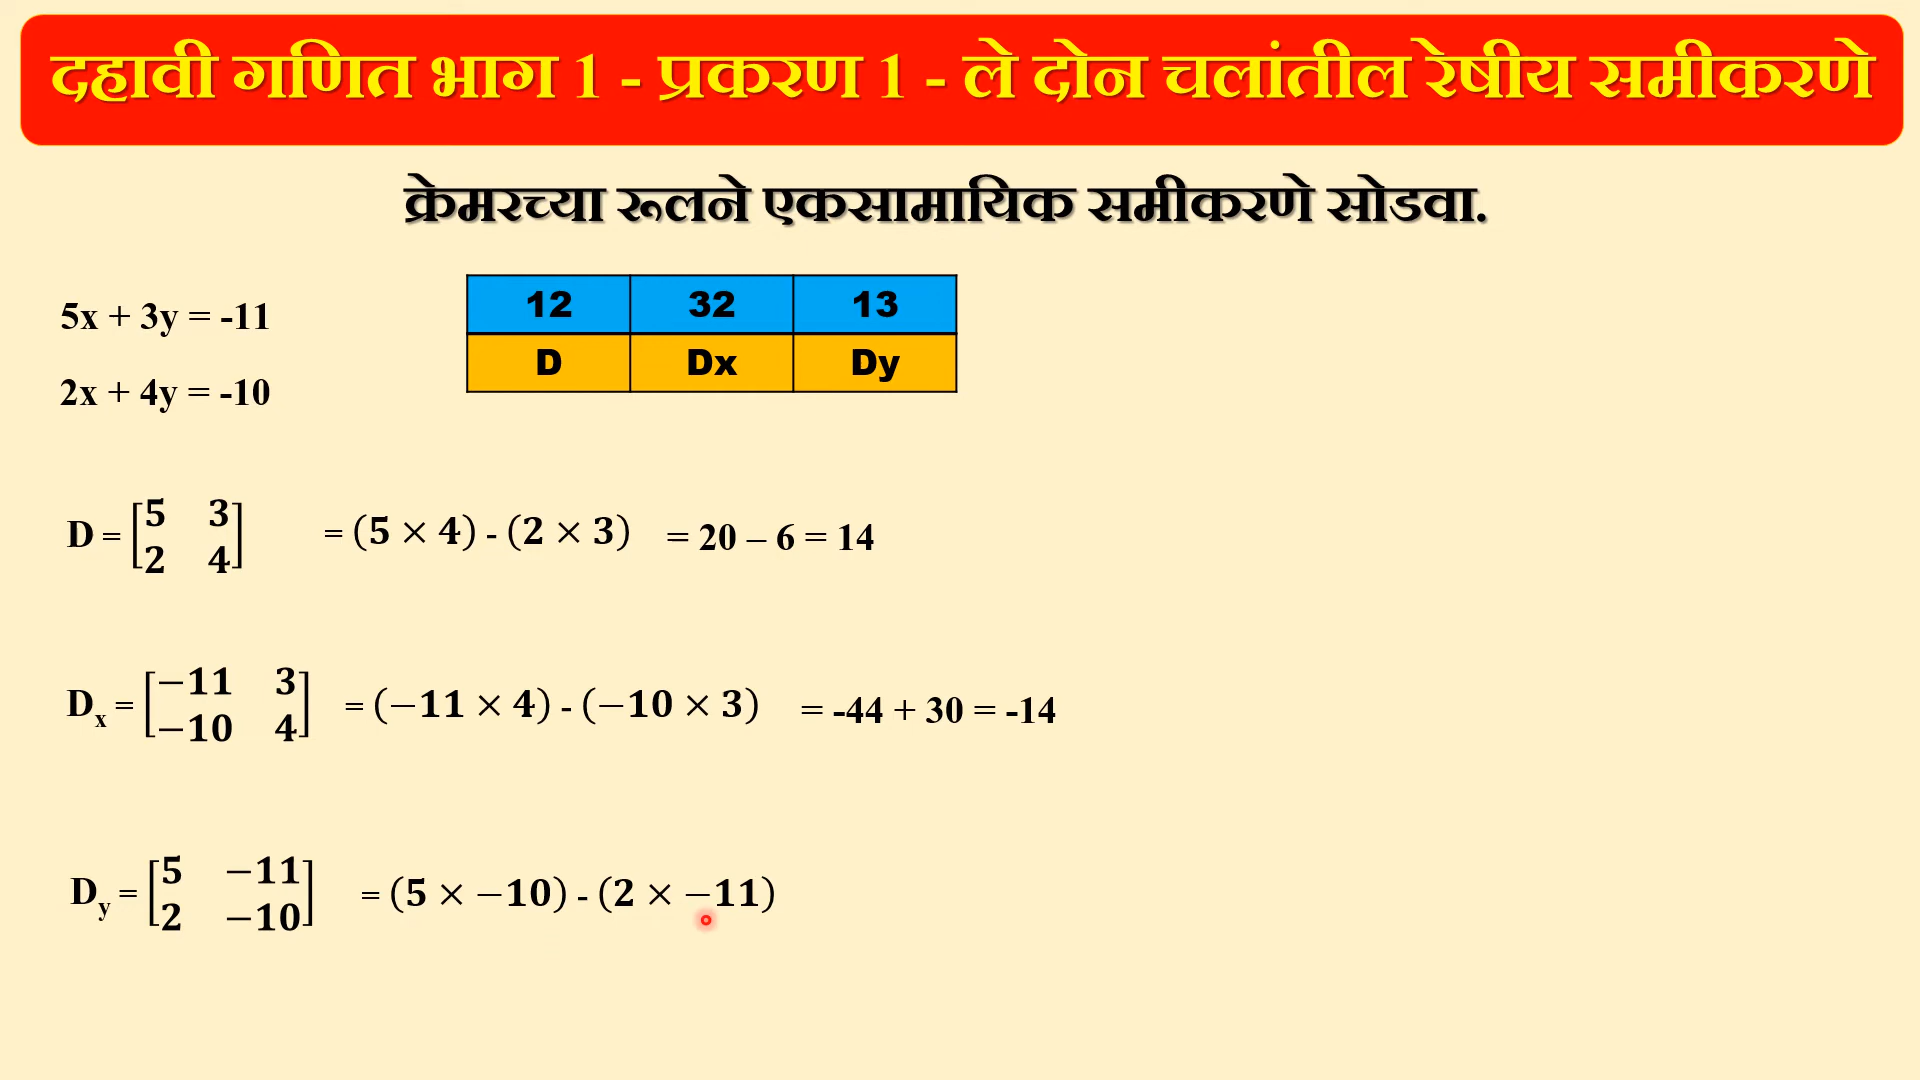 दहावी गणित भाग 1 - प्रकरण 1 - ले दोन चलांतील रेषीय समीकरणे
क्रेमरच्या रूलने एकसामायिक समीकरणे सोडवा.
5x + 3y = -11
2x + 4y = -10
12 32 13
D Dx Dy
D = [5 3
2 4] = (5 × 4) - (2 × 3) = 20 – 6 = 14
Dx = [−11 3
−10 4] = (−11 × 4) - (−10 × 3) = -44 + 30 = -14
Dy = [5 −11
2 −10] = (5 × −10) - (2 × −11)